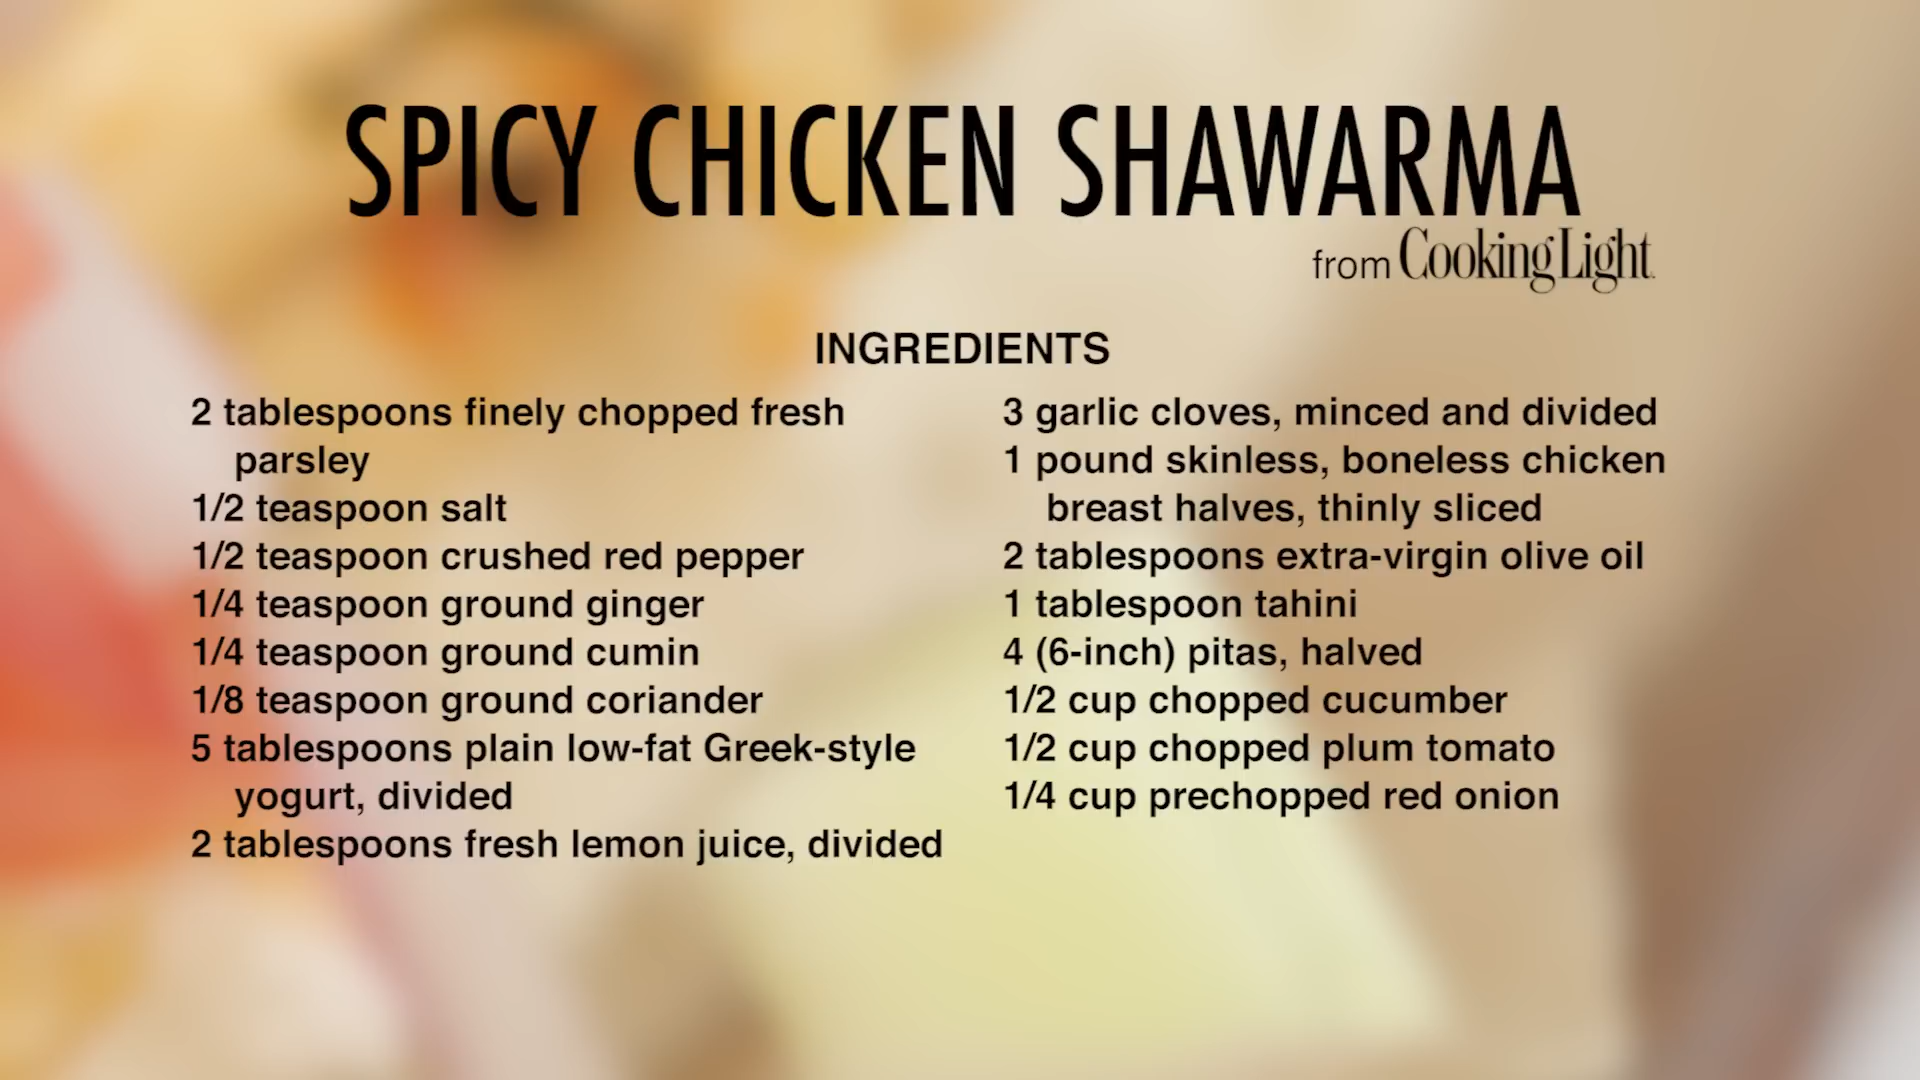 SPICY CHICKEN SHAWARMA
from Cooking Light
INGREDIENTS
2 tablespoons finely chopped fresh
parsley
1/2 teaspoon salt
1/2 teaspoon crushed red pepper
1/4 teaspoon ground ginger
1/4 teaspoon ground cumin
1/8 teaspoon ground coriander
5 tablespoons plain low-fat Greek-style
yogurt, divided
2 tablespoons fresh lemon juice, divided
3 garlic cloves, minced and divided
1 pound skinless, boneless chicken
breast halves, thinly sliced
2 tablespoons extra-virgin olive oil
1 tablespoon tahini
4 (6-inch) pitas, halved
1/2 cup chopped cucumber
1/2 cup chopped plum tomato
1/4 cup prechopped red onion